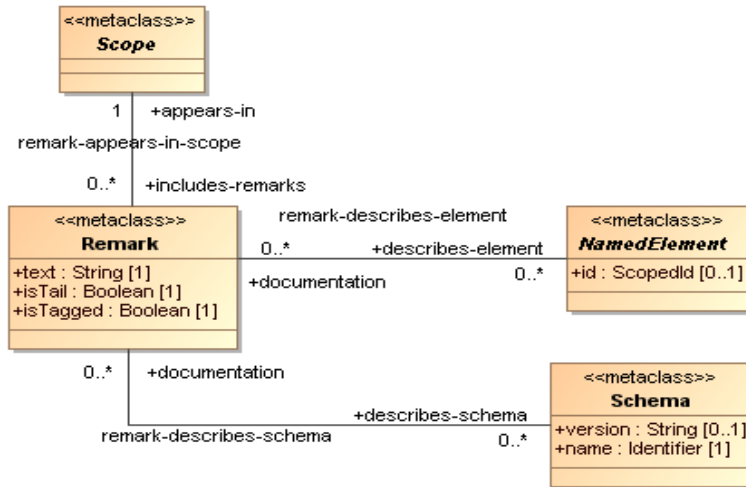 <<metaclass>>
Scope
1 +appears-in
remark-appears-in-scope
0..* +includes-remarks
<<metaclass>>
Remark
+text : String [1]
+isTail : Boolean [1]
+isTagged : Boolean [1]
remark-describes-element
0..* +describes-element
+documentation 0..*
<<metaclass>>
NamedElement
+id : ScopedId [0..1]
0..* +documentation
+describes-schema
remark-describes-schema 0..*
<<metaclass>>
Schema
+version : String [0..1]
+name : Identifier [1]